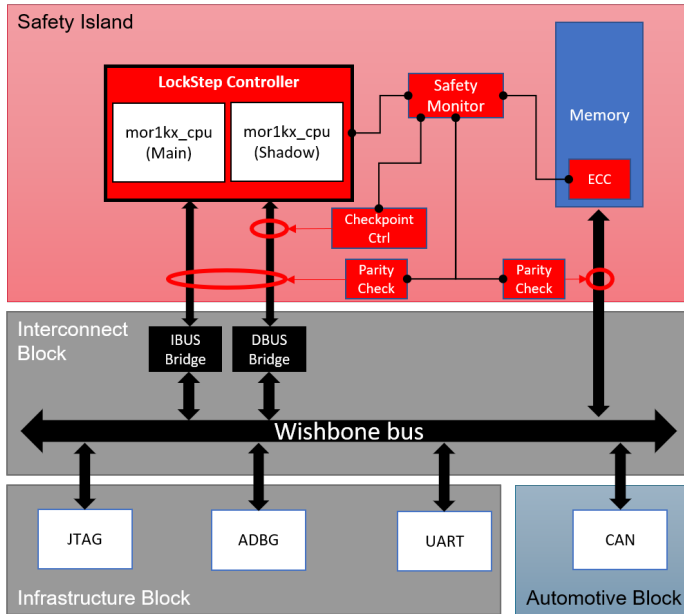 Safety Island
LockStep Controller
mor1kx_cpu
(Main)
mor1kx_cpu
(Shadow)
Safety
Monitor
Memory
ECC
Checkpoint
Ctrl
Parity
Check
Parity
Check
Interconnect
Block
IBUS
Bridge
DBUS
Bridge
Wishbone bus
JTAG
ADBG
UART
CAN
Infrastructure Block
Automotive Block